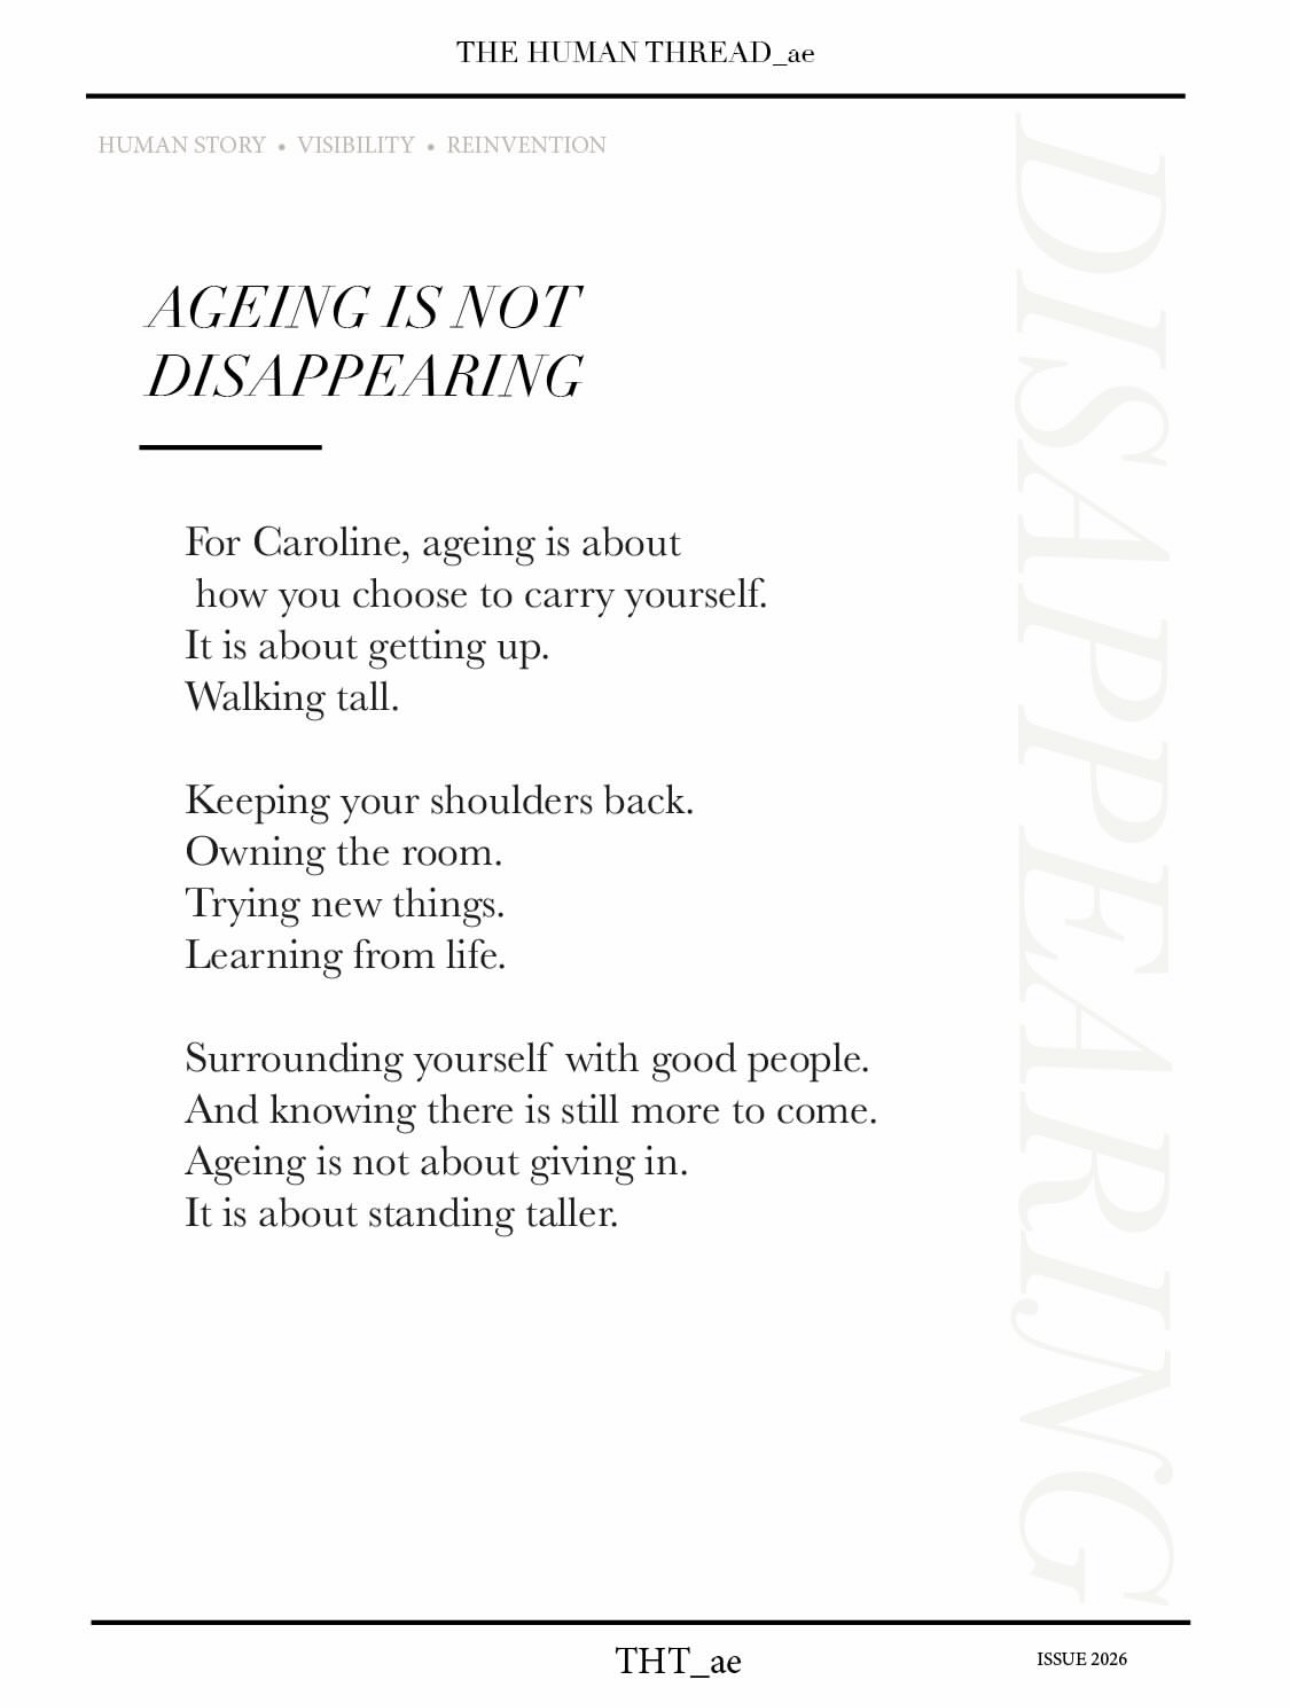 THE HUMAN THREAD_ae
HUMAN STORY • VISIBILITY • REINVENTION
AGEING IS NOT
DISAPPEARING
For Caroline, ageing is about
how you choose to carry yourself.
It is about getting up.
Walking tall.
Keeping your shoulders back.
Owning the room.
Trying new things.
Learning from life.
Surrounding yourself with good people.
And knowing there is still more to come.
Ageing is not about giving in.
It is about standing taller.
DISAPPEARING
THT_ae
ISSUE 2026